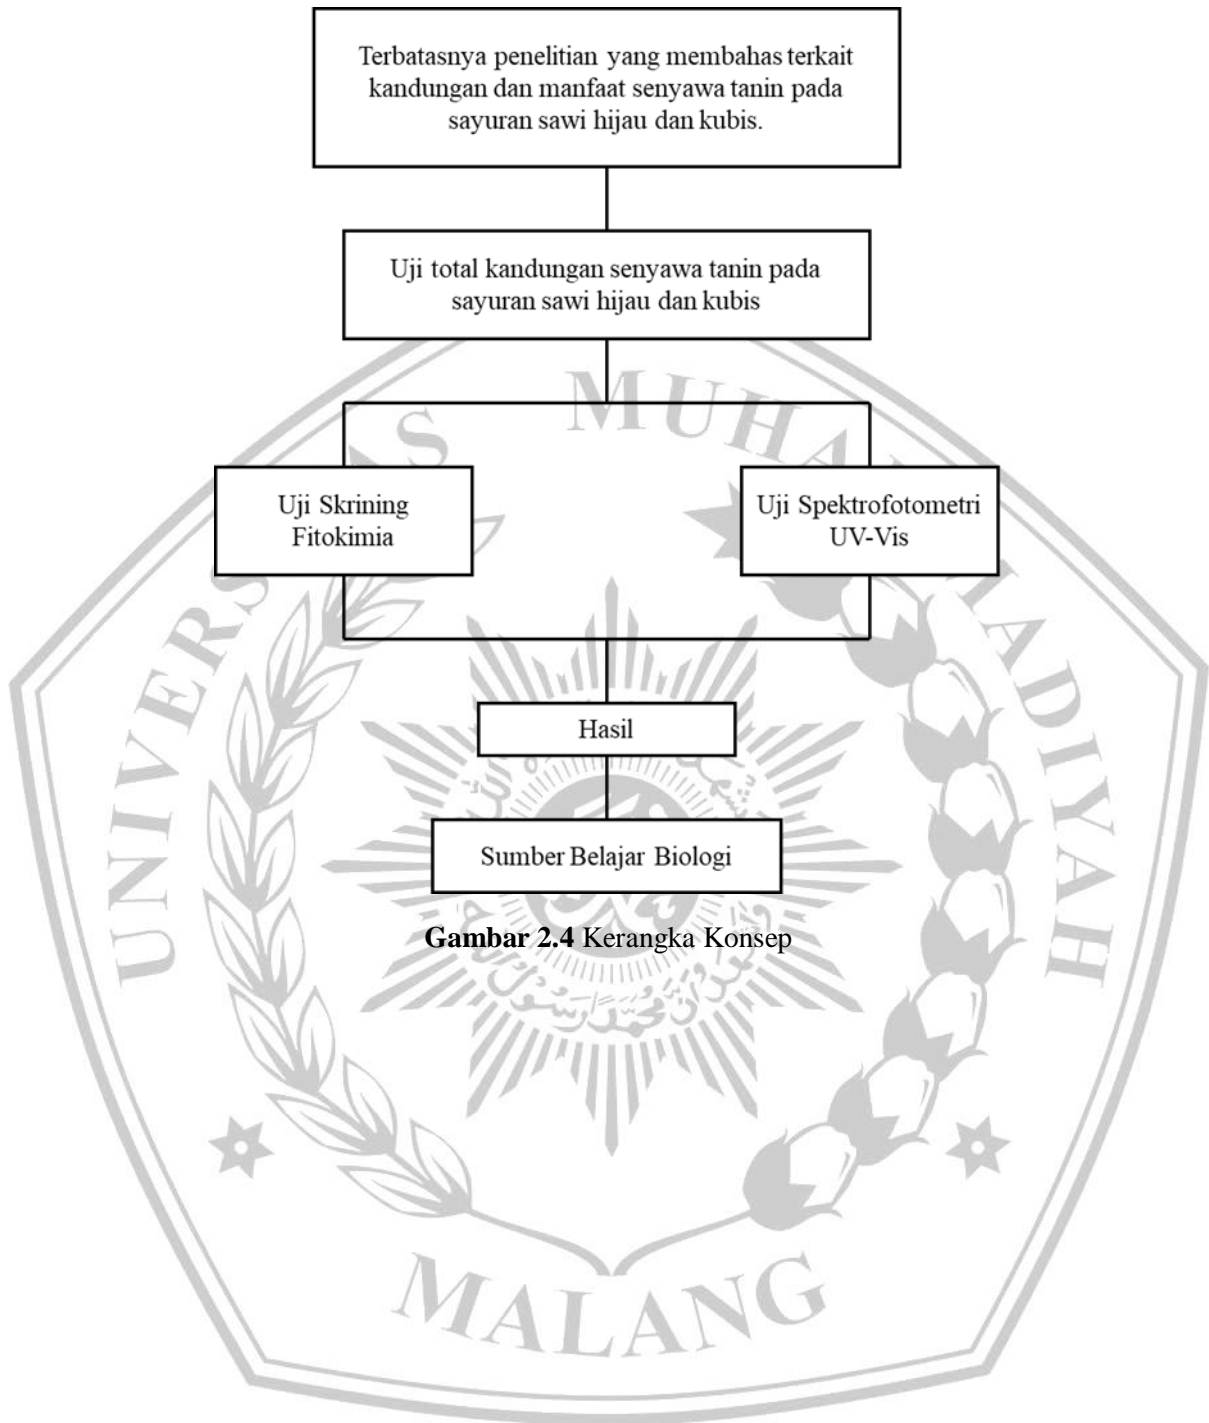 Terbatasnya penelitian yang membahas terkait
kandungan dan manfaat senyawa tanin pada
sayuran sawi hijau dan kubis.
Uji total kandungan senyawa tanin pada
sayuran sawi hijau dan kubis
Uji Skrining
Fitokimia
Uji Spektrofotometri
UV-Vis
Hasil
Sumber Belajar Biologi
Gambar 2.4 Kerangka Konsep
UNIVERSITAS MUHAMMADIYAH
MALANG